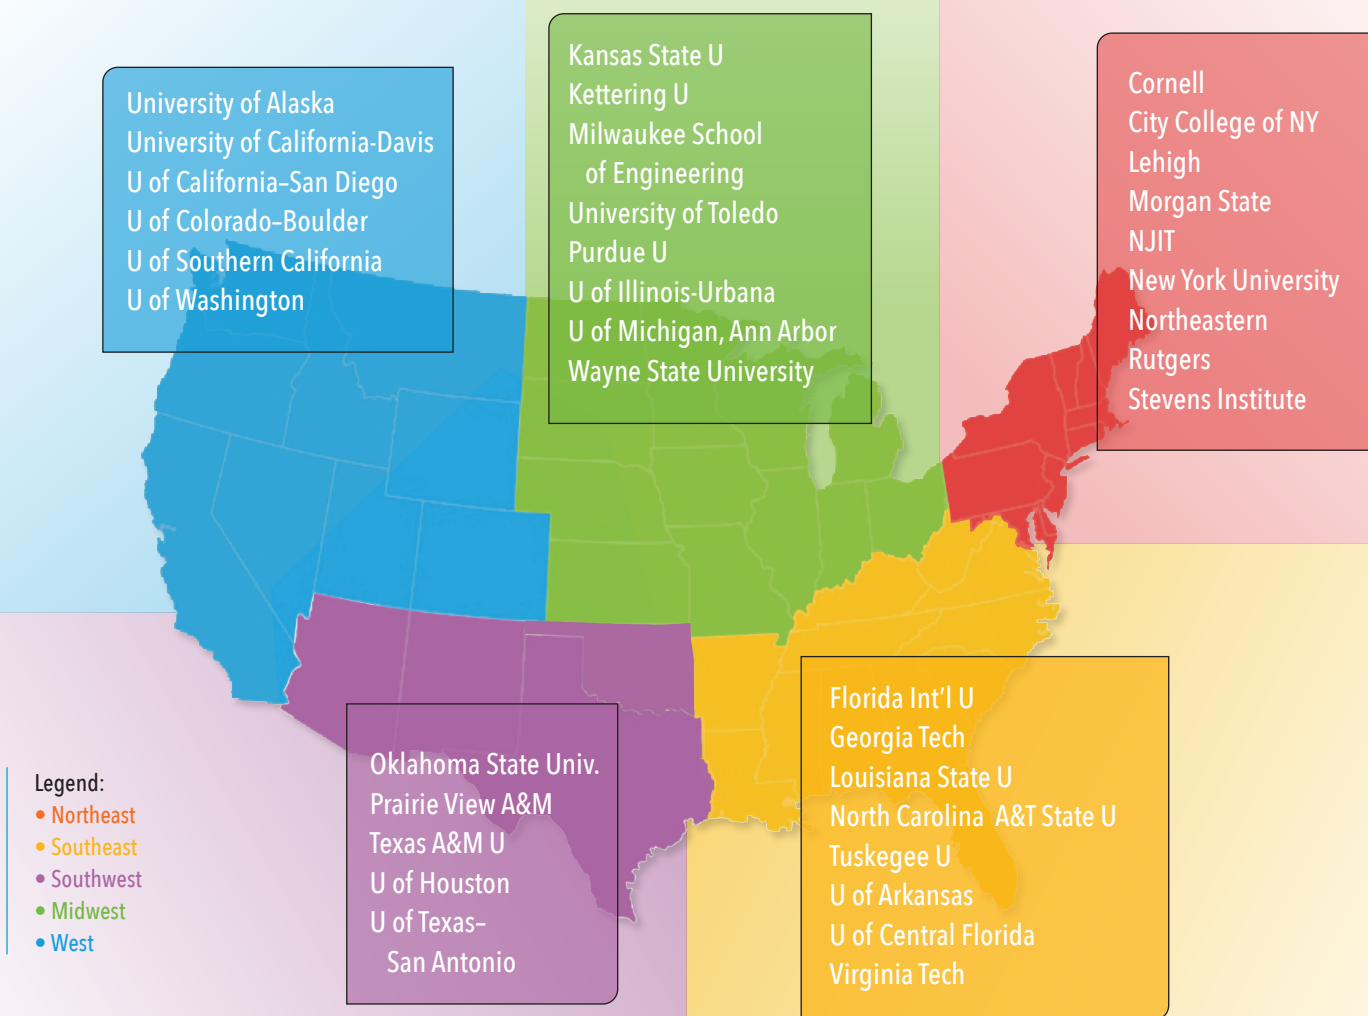 University of Alaska
University of California-Davis
U of California–San Diego
U of Colorado–Boulder
U of Southern California
U of Washington
Kansas State U
Kettering U
Milwaukee School
of Engineering
University of Toledo
Purdue U
U of Illinois-Urbana
U of Michigan, Ann Arbor
Wayne State University
Cornell
City College of NY
Lehigh
Morgan State
NJIT
New York University
Northeastern
Rutgers
Stevens Institute
Legend:
• Northeast
• Southeast
• Southwest
• Midwest
• West
Oklahoma State Univ.
Prairie View A&M
Texas A&M U
U of Houston
U of Texas–
San Antonio
Florida Int’l U
Georgia Tech
Louisiana State U
North Carolina A&T State U
Tuskegee U
U of Arkansas
U of Central Florida
Virginia Tech